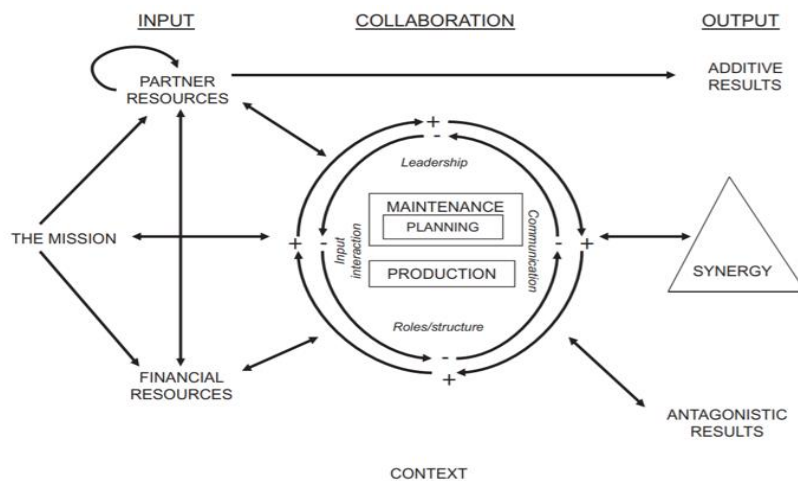 INPUT
COLLABORATION
OUTPUT
PARTNER
RESOURCES
ADDITIVE
RESULTS
+
-
Leadership
MAINTENANCE
PLANNING
THE MISSION
+
-
Input
interaction
Communication
-
+
SYNERGY
PRODUCTION
Roles/structure
-
+
FINANCIAL
RESOURCES
ANTAGONISTIC
RESULTS
CONTEXT